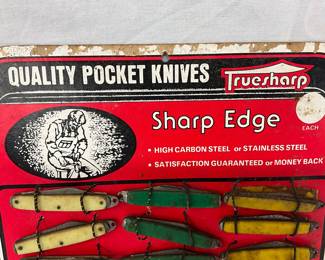 QUALITY POCKET KNIVES
Truesharp
Sharp Edge
EACH
• HIGH CARBON STEEL or STAINLESS STEEL
• SATISFACTION GUARANTEED or MONEY BACK